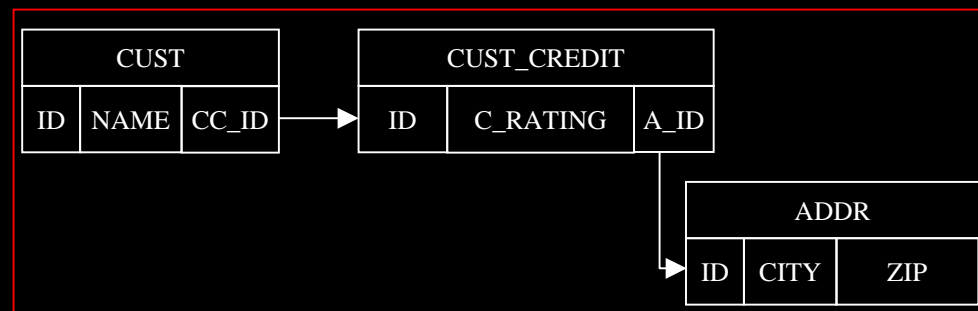 CUST
CUST_CREDIT
ID NAME CC_ID
ID C_RATING A_ID
ADDR
ID CITY ZIP